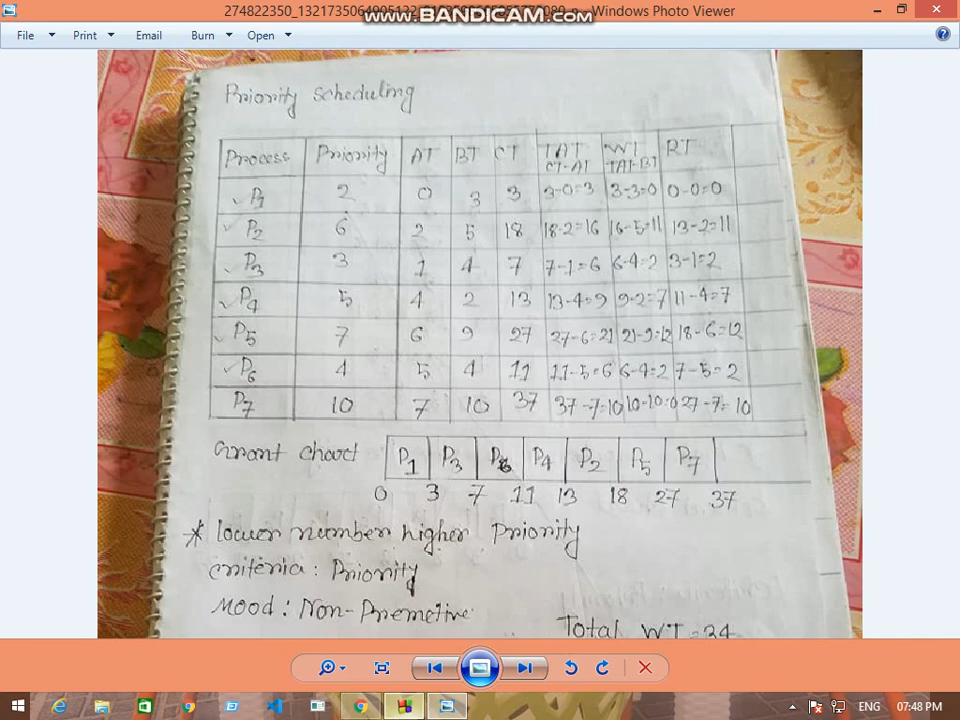 274822350_1321735064995132
www.BANDICAM.com
- Windows Photo Viewer
File Print Email Burn Open
Priority scheduling
Process Priority AT BT CT TAT CT-AT WT TAT-BT RT
P1 2 0 3 3 3-0=3 3-3=0 0-0=0
P2 6 2 5 18 18-2=16 16-5=11 13-2=11
P3 3 1 4 7 7-1=6 6-4=2 3-1=2
P4 5 4 2 13 13-4=9 9-2=7 11-4=7
P5 7 6 9 27 27-6=21 21-9=12 18-6=12
P6 4 5 4 11 11-5=6 6-4=2 7-5=2
P7 10 7 10 37 37-7=10 10-10=0 27-7=10
Grant chart P1 P3 P6 P4 P2 P5 P7
0 3 7 11 13 18 27 37
* lower number higher Priority
criteria: Priority
Mood: Non-Premetive
Total WT=34
ENG 07:48 PM